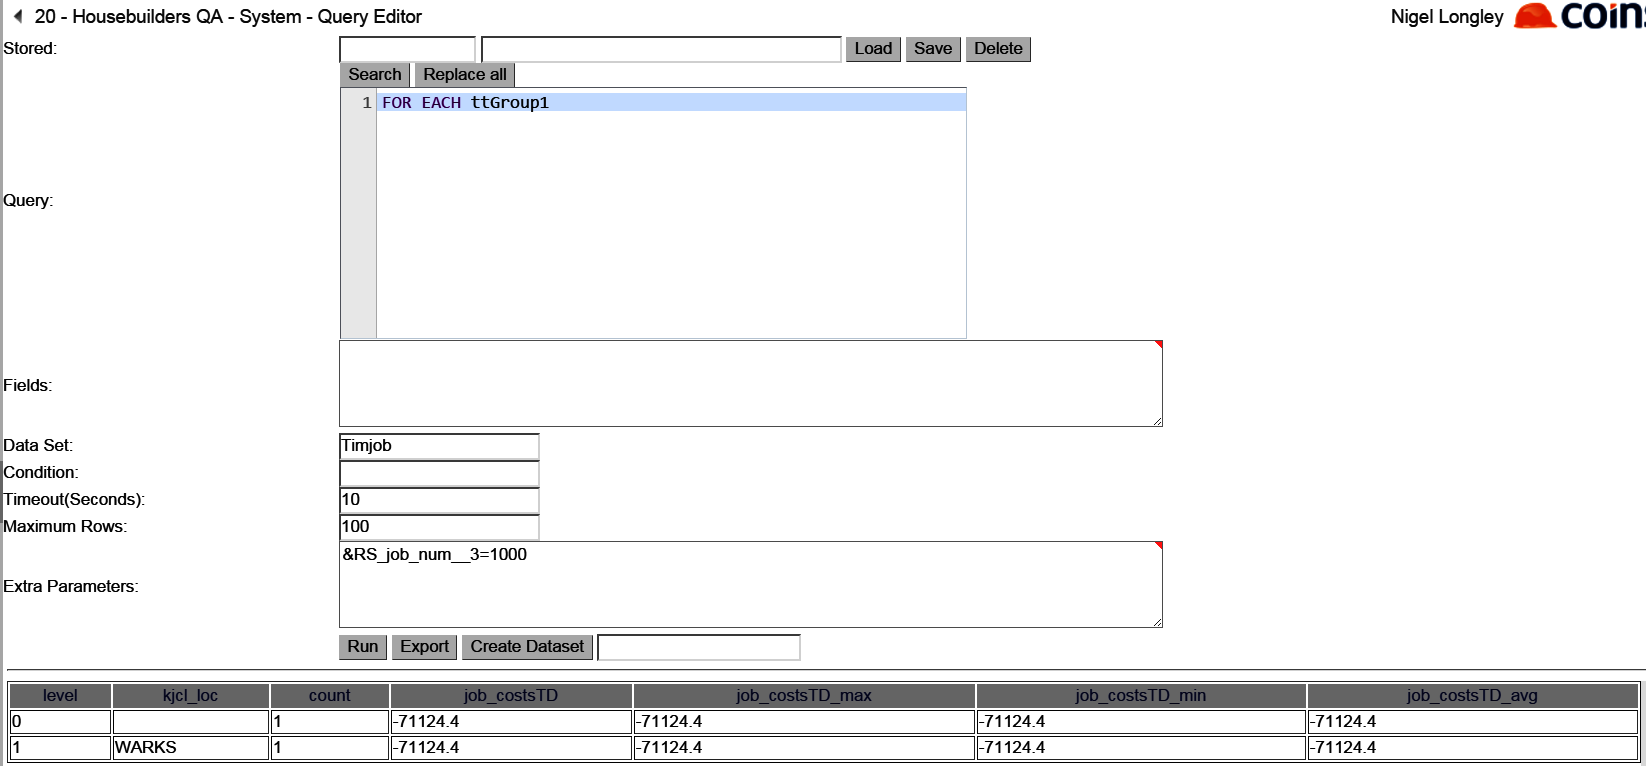 20 - Housebuilders QA - System - Query Editor
Nigel Longley
coins
Stored:
Load Save Delete
Search Replace all
1 FOR EACH ttGroup1
Query:
Fields:
Data Set: Timjob
Condition:
Timeout(Seconds): 10
Maximum Rows: 100
&RS_job_num__3=1000
Extra Parameters:
Run Export Create Dataset
level kjcl_loc count job_costsTD job_costsTD_max job_costsTD_min job_costsTD_avg
0 1 -71124.4 -71124.4 -71124.4 -71124.4
1 WARKS 1 -71124.4 -71124.4 -71124.4 -71124.4